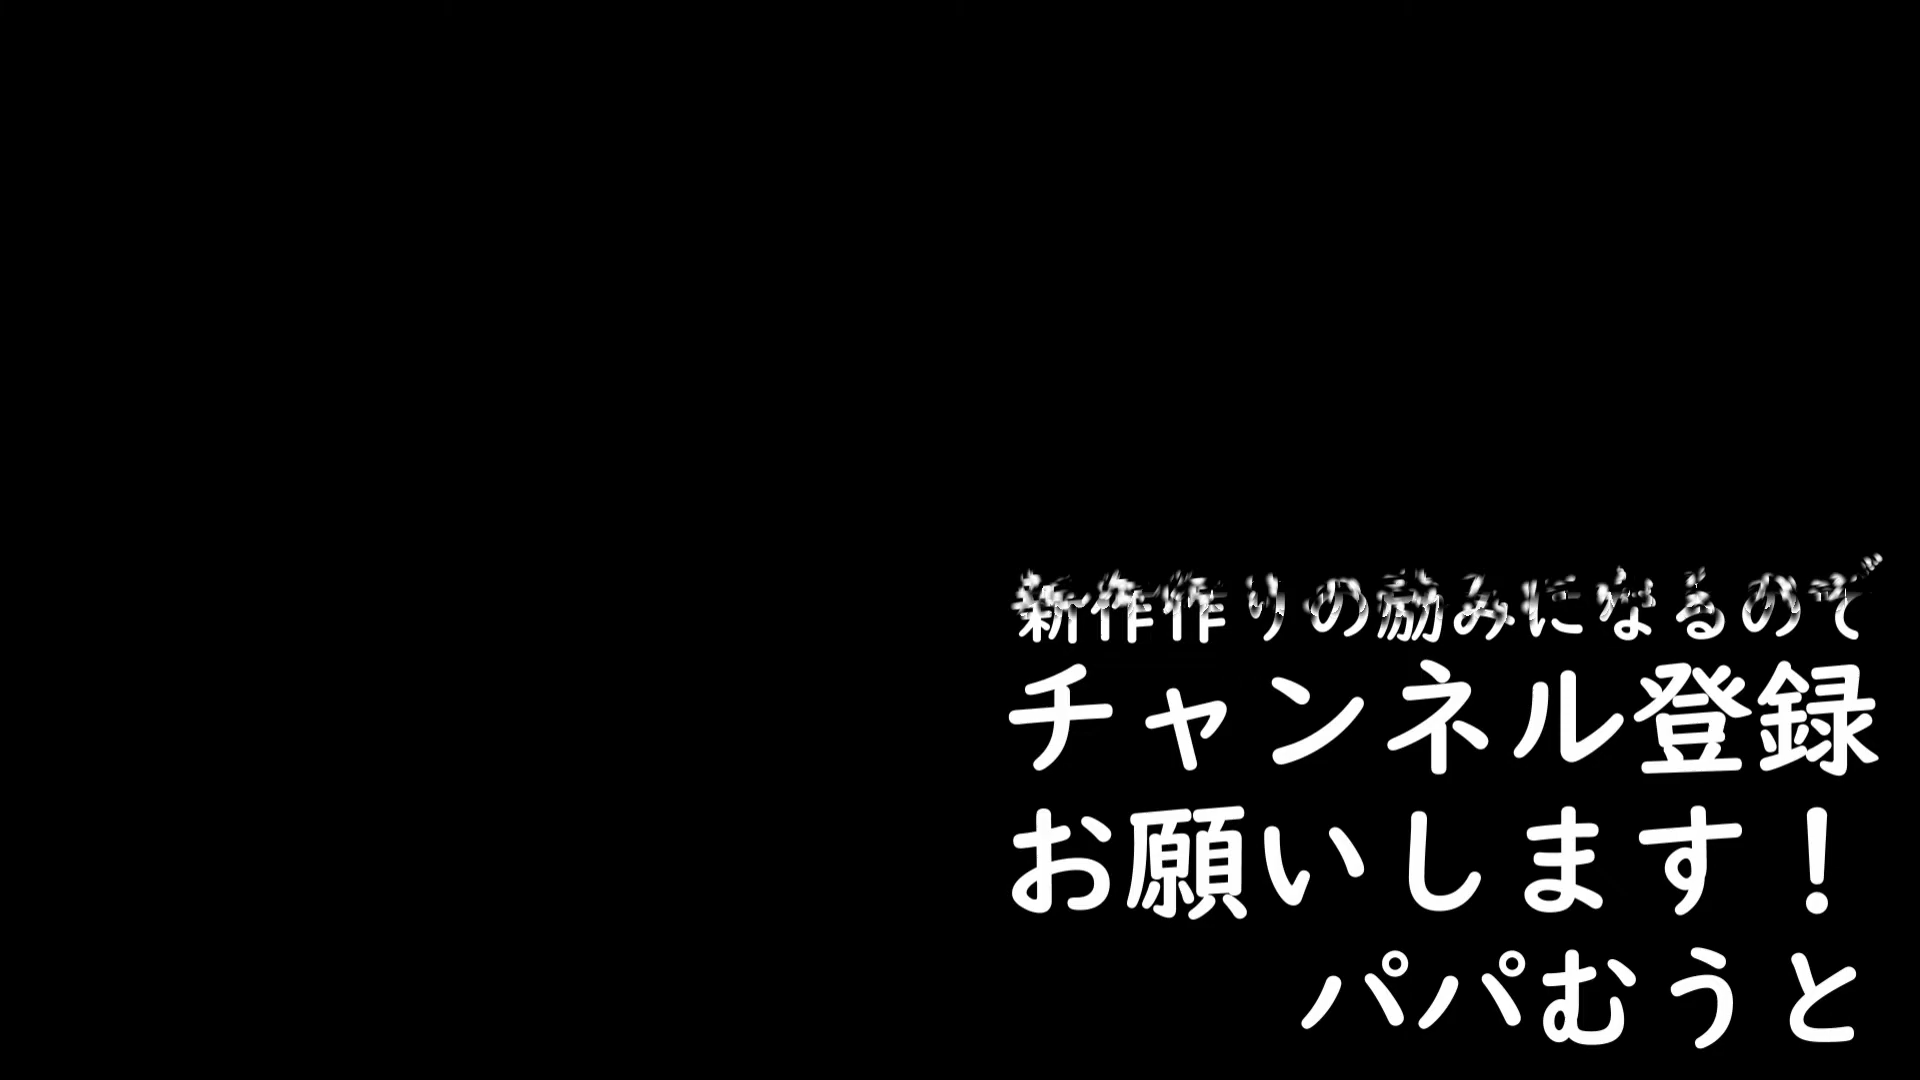 新作作りの励みになるので
チャンネル登録
お願いします！
パパむうと